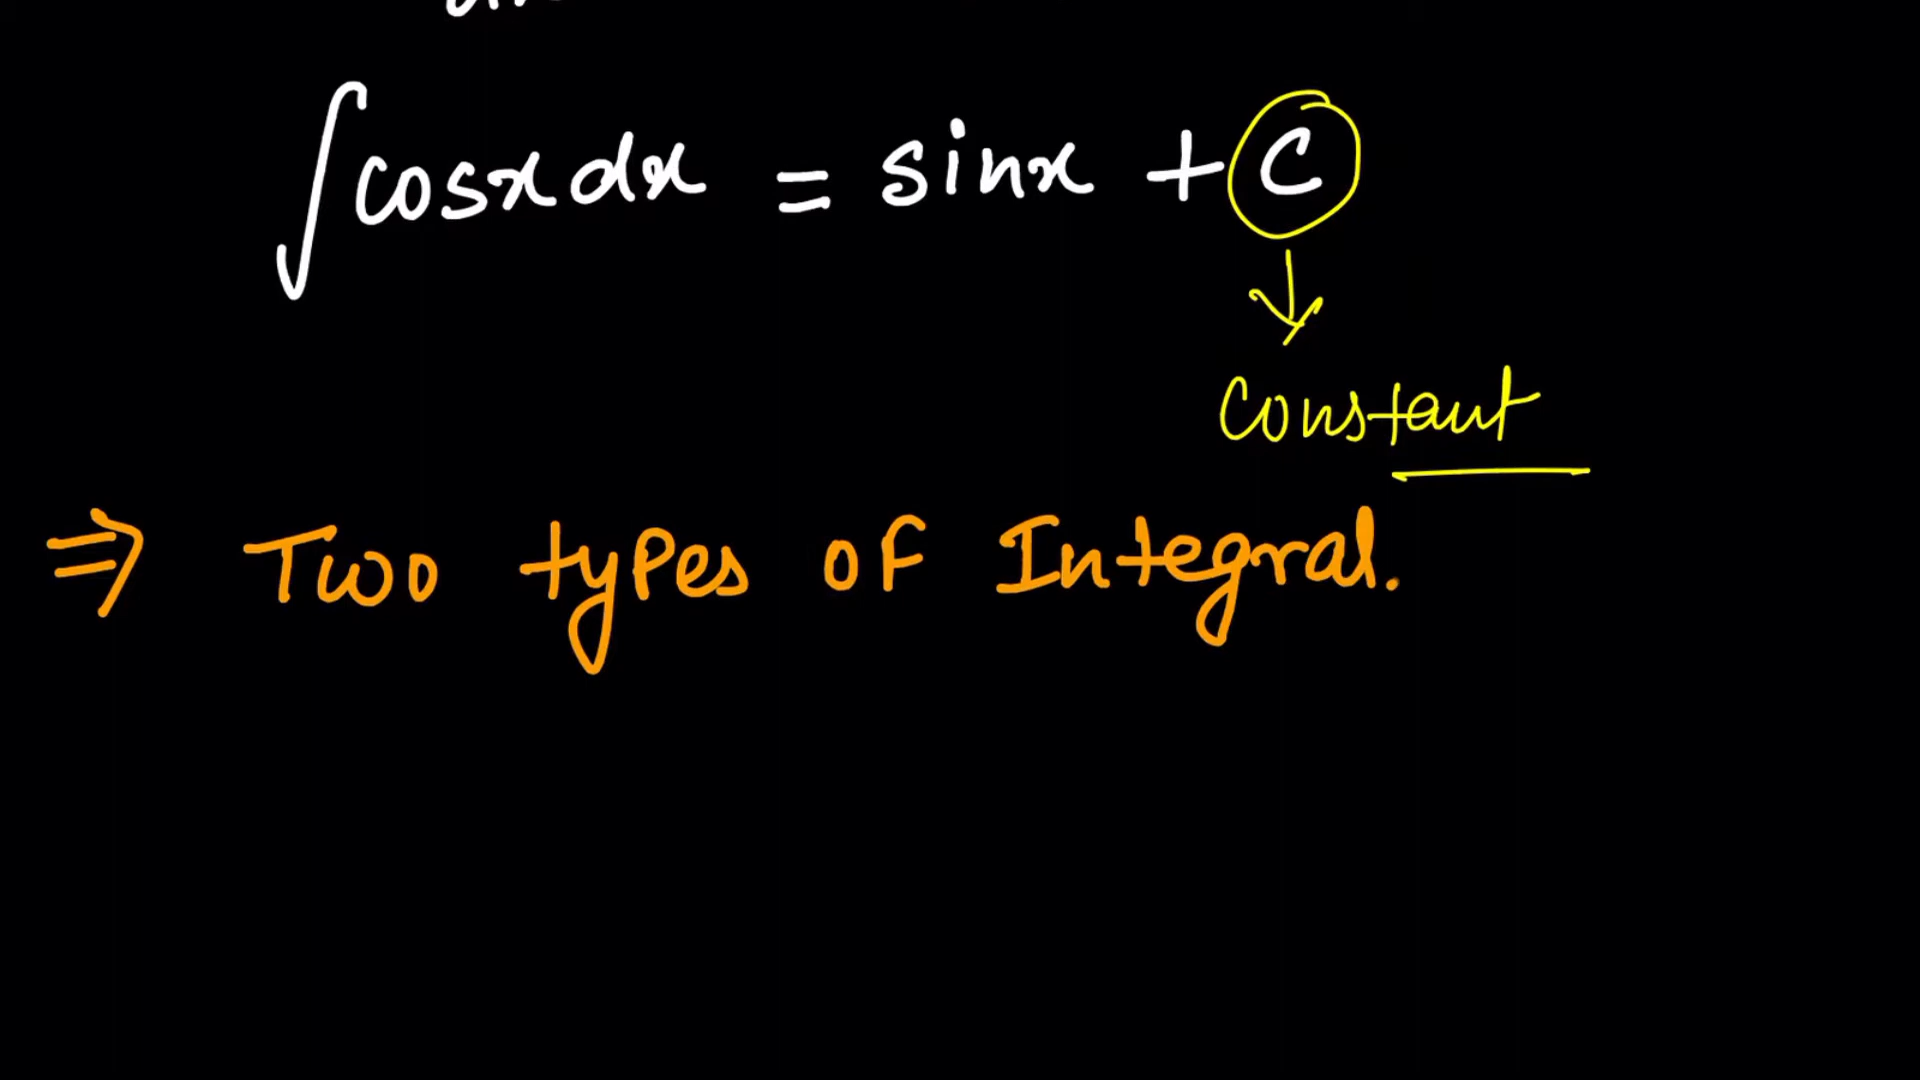 ∫cosx dx = sinx + C
Constant
⇒ Two types of Integral.